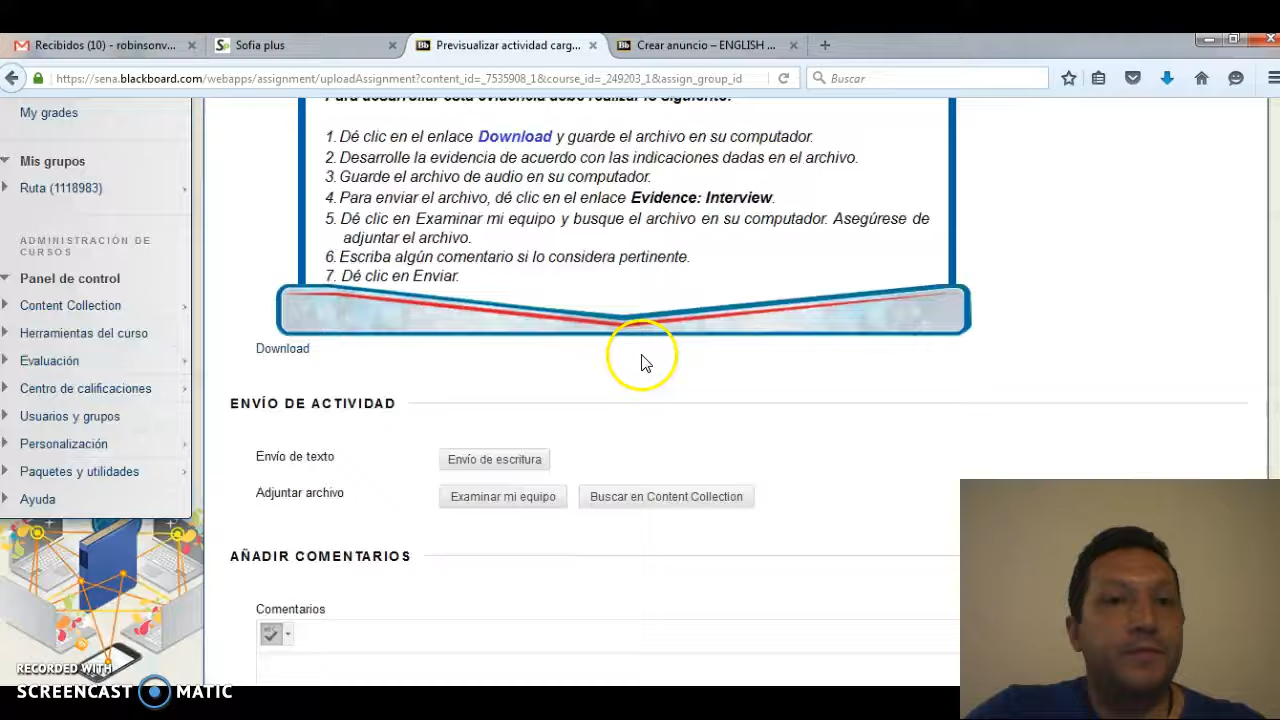 Recibidos (10) - robinsonv...
Sofia plus
Previsualizar actividad carg...
Crear anuncio – ENGLISH ...
https://sena.blackboard.com/webapps/assignment/uploadAssignment?content_id=_7535908_1&course_id=_249203_1&assign_group_id
Buscar
My grades
Mis grupos
Ruta (1118983)
ADMINISTRACIÓN DE
CURSOS
Panel de control
Content Collection
Herramientas del curso
Evaluación
Centro de calificaciones
Usuarios y grupos
Personalización
Paquetes y utilidades
Ayuda
Para desarrollar esta evidencia debe realizar lo siguiente:
1. Dé clic en el enlace Download y guarde el archivo en su computador.
2. Desarrolle la evidencia de acuerdo con las indicaciones dadas en el archivo.
3. Guarde el archivo de audio en su computador.
4. Para enviar el archivo, dé clic en el enlace Evidence: Interview.
5. Dé clic en Examinar mi equipo y busque el archivo en su computador. Asegúrese de
adjuntar el archivo.
6. Escriba algún comentario si lo considera pertinente.
7. Dé clic en Enviar.
Download
ENVÍO DE ACTIVIDAD
Envío de texto
Envío de escritura
Adjuntar archivo
Examinar mi equipo
Buscar en Content Collection
AÑADIR COMENTARIOS
Comentarios
RECORDED WITH
SCREENCAST MATIC